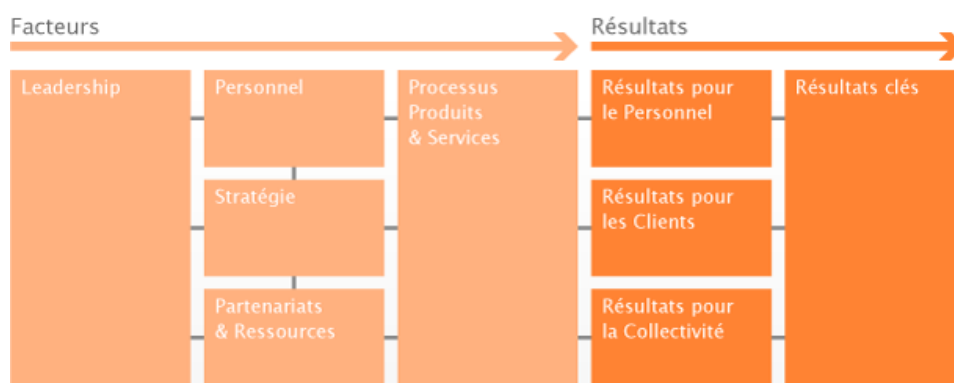 Facteurs
Résultats
Leadership
Personnel
Processus
Produits
& Services
Résultats pour
le Personnel
Résultats clés
Stratégie
Résultats pour
les Clients
Partenariats
& Ressources
Résultats pour
la Collectivité